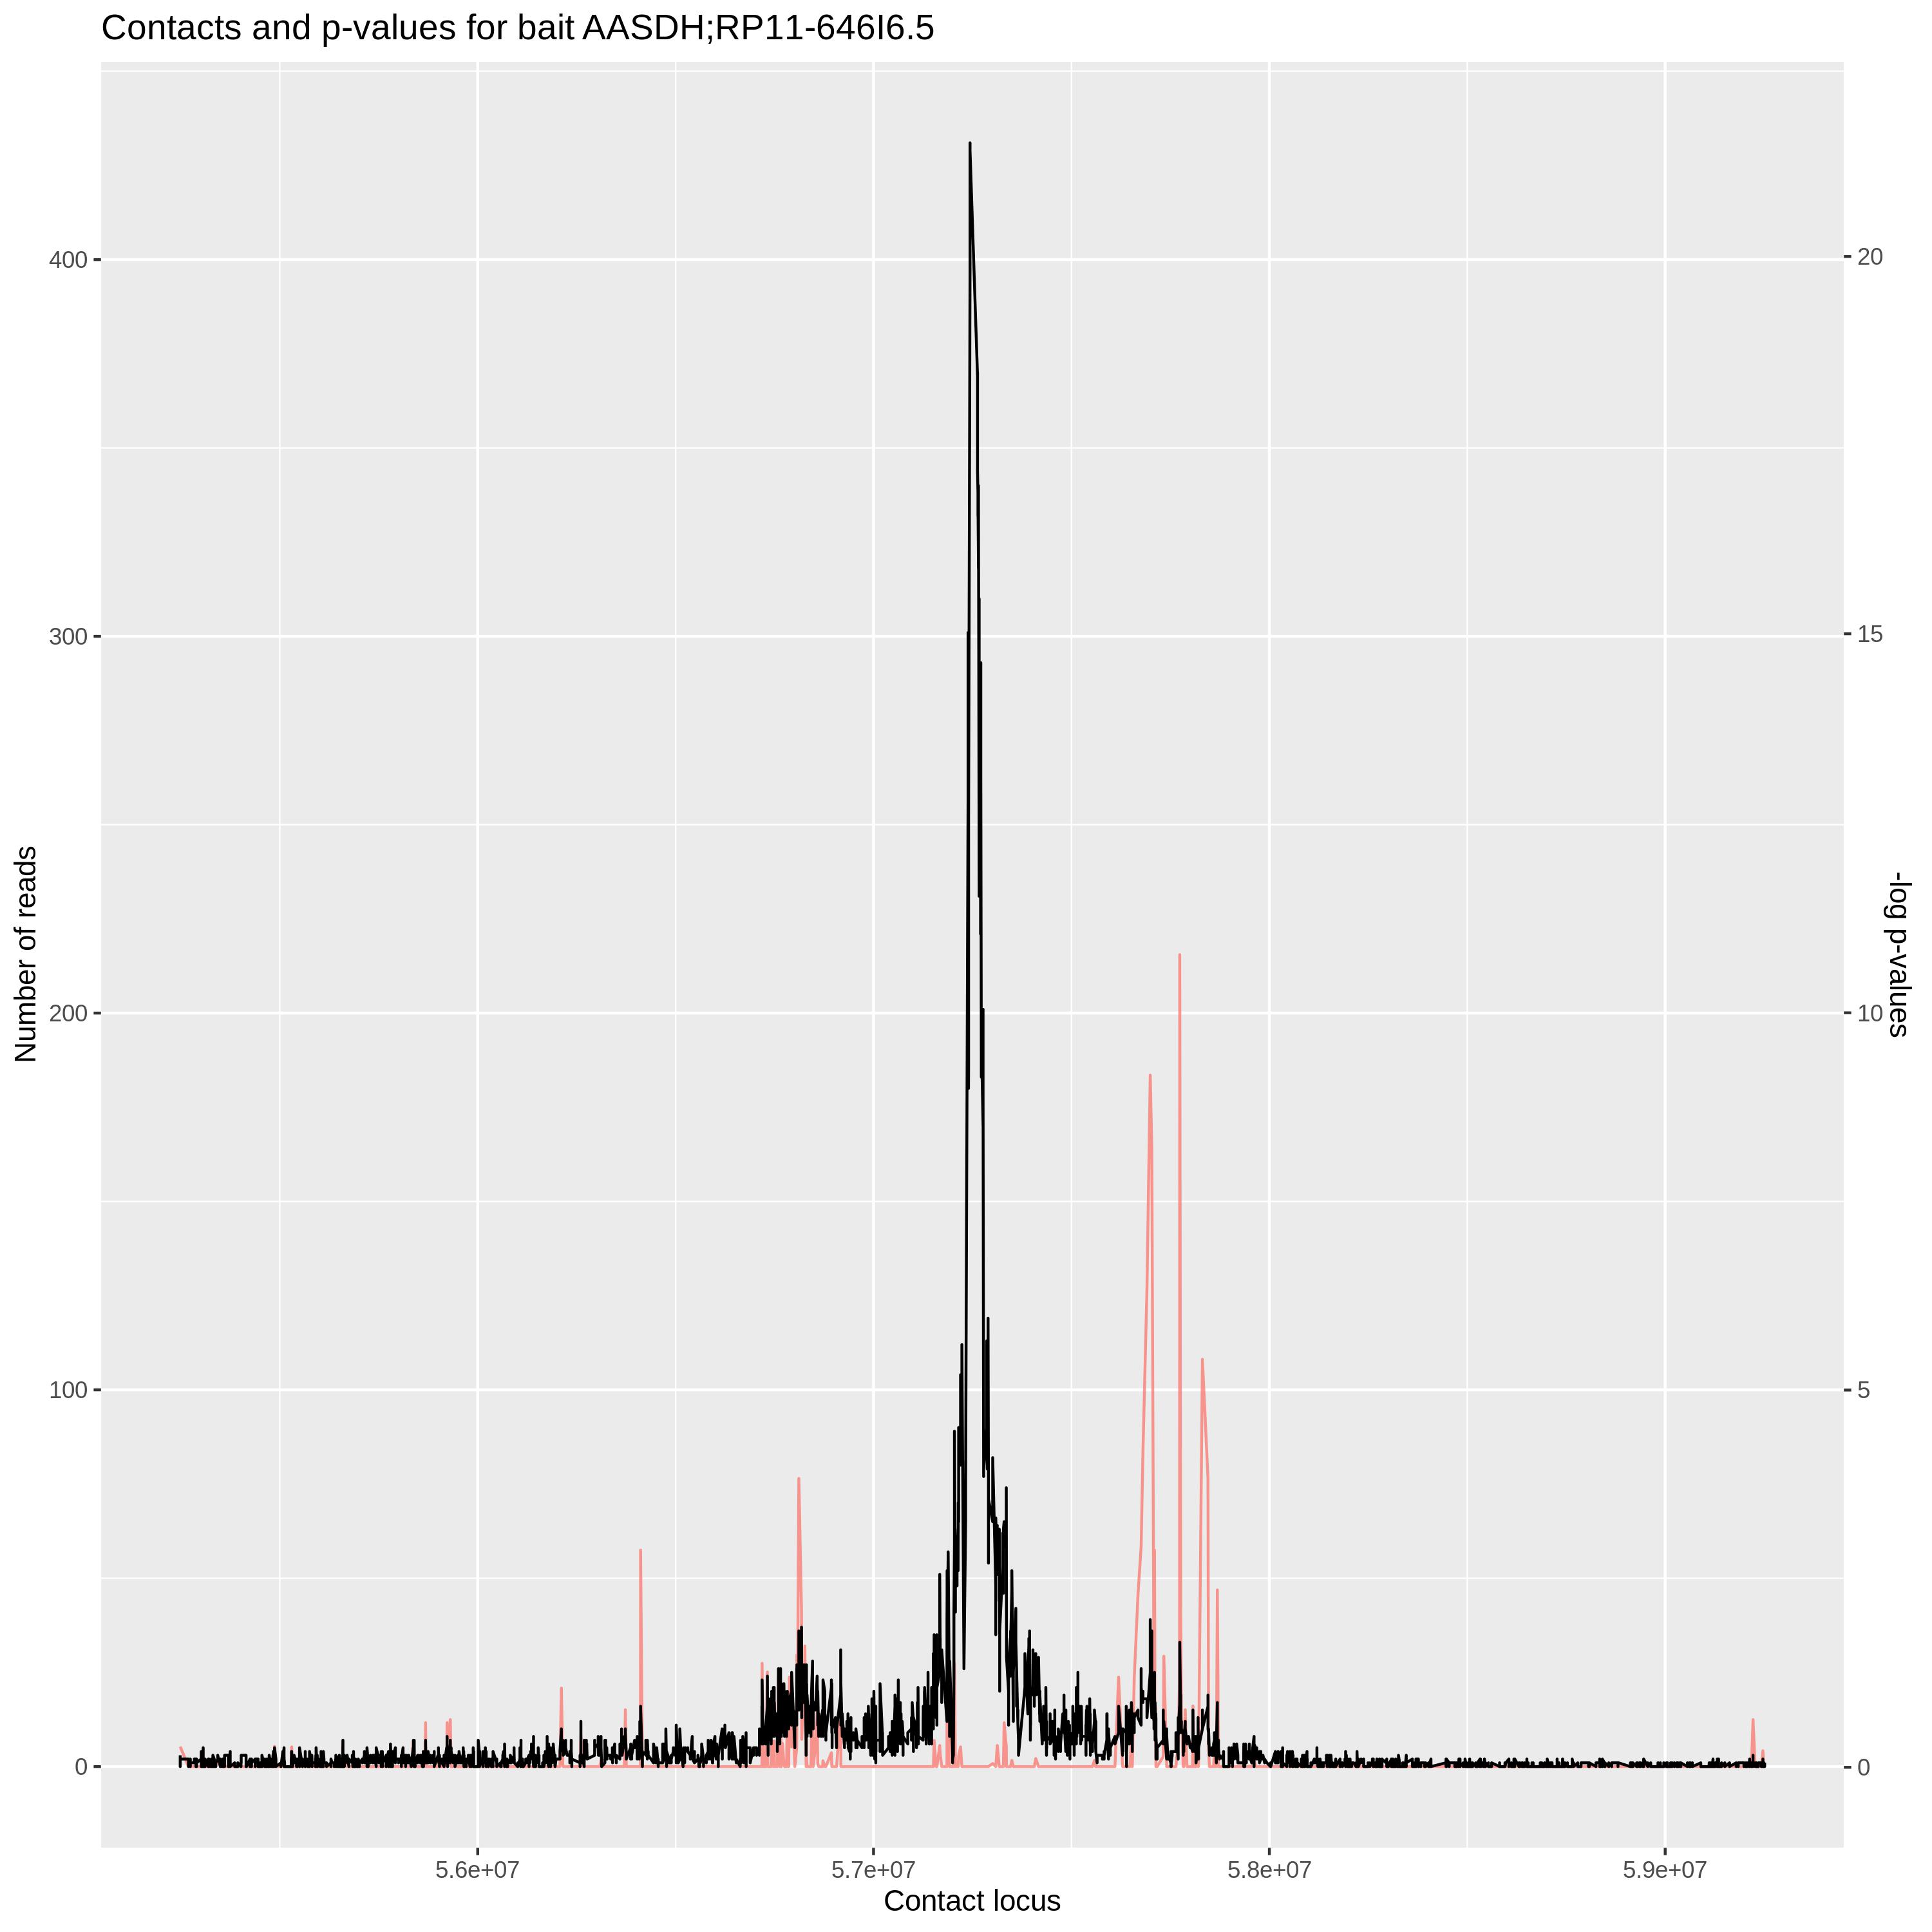 Contacts and p-values for bait AASDH;RP11-646I6.5
400
300
200
100
0
20
15
10
5
0
Number of reads
-log p-values
5.6e+07
5.7e+07
5.8e+07
5.9e+07
Contact locus